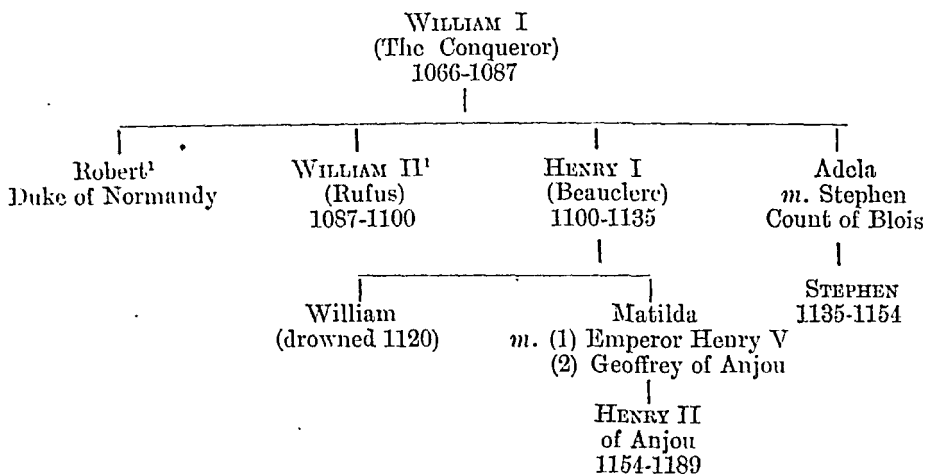 WILLIAM I
(The Conqueror)
1066-1087
Robert¹
Duke of Normandy
WILLIAM II¹
(Rufus)
1087-1100
HENRY I
(Beauclerc)
1100-1135
Adela
m. Stephen
Count of Blois
STEPHEN
1135-1154
William
(drowned 1120)
Matilda
m. (1) Emperor Henry V
(2) Geoffrey of Anjou
HENRY II
of Anjou
1154-1189